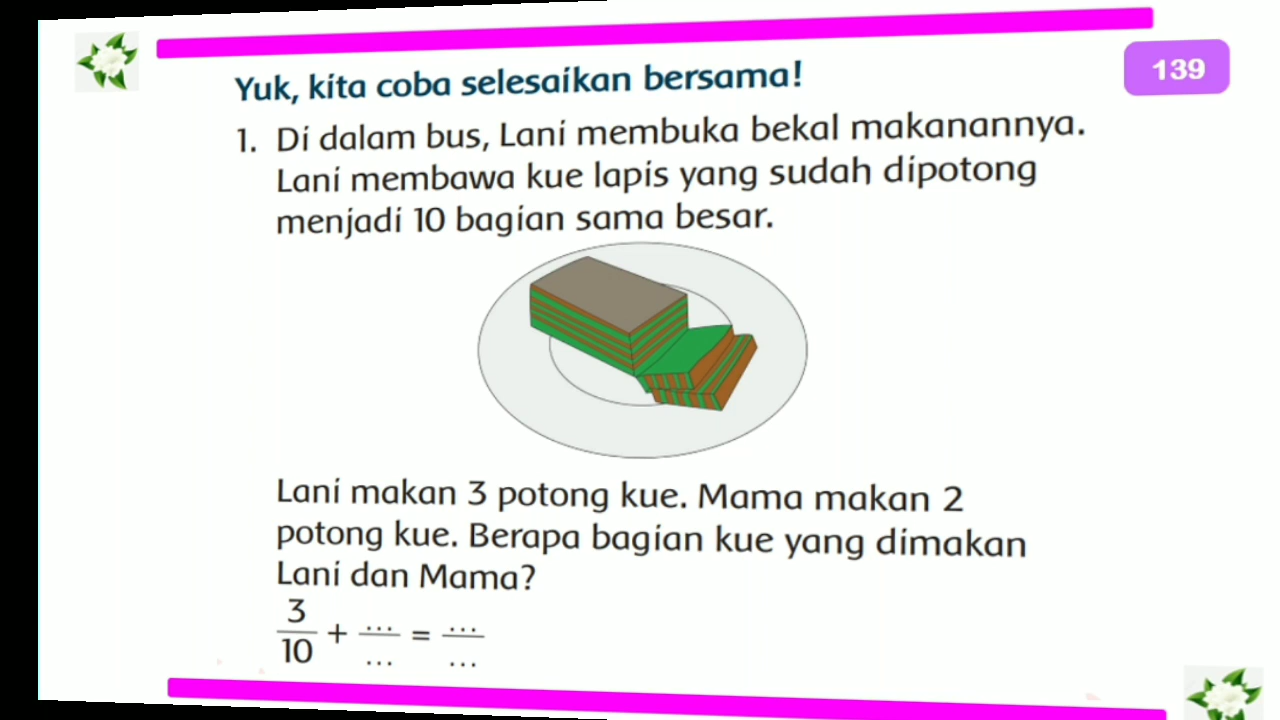 139
Yuk, kita coba selesaikan bersama!
1. Di dalam bus, Lani membuka bekal makanannya.
Lani membawa kue lapis yang sudah dipotong
menjadi 10 bagian sama besar.
Lani makan 3 potong kue. Mama makan 2
potong kue. Berapa bagian kue yang dimakan
Lani dan Mama?
3/10 + .../... = .../...